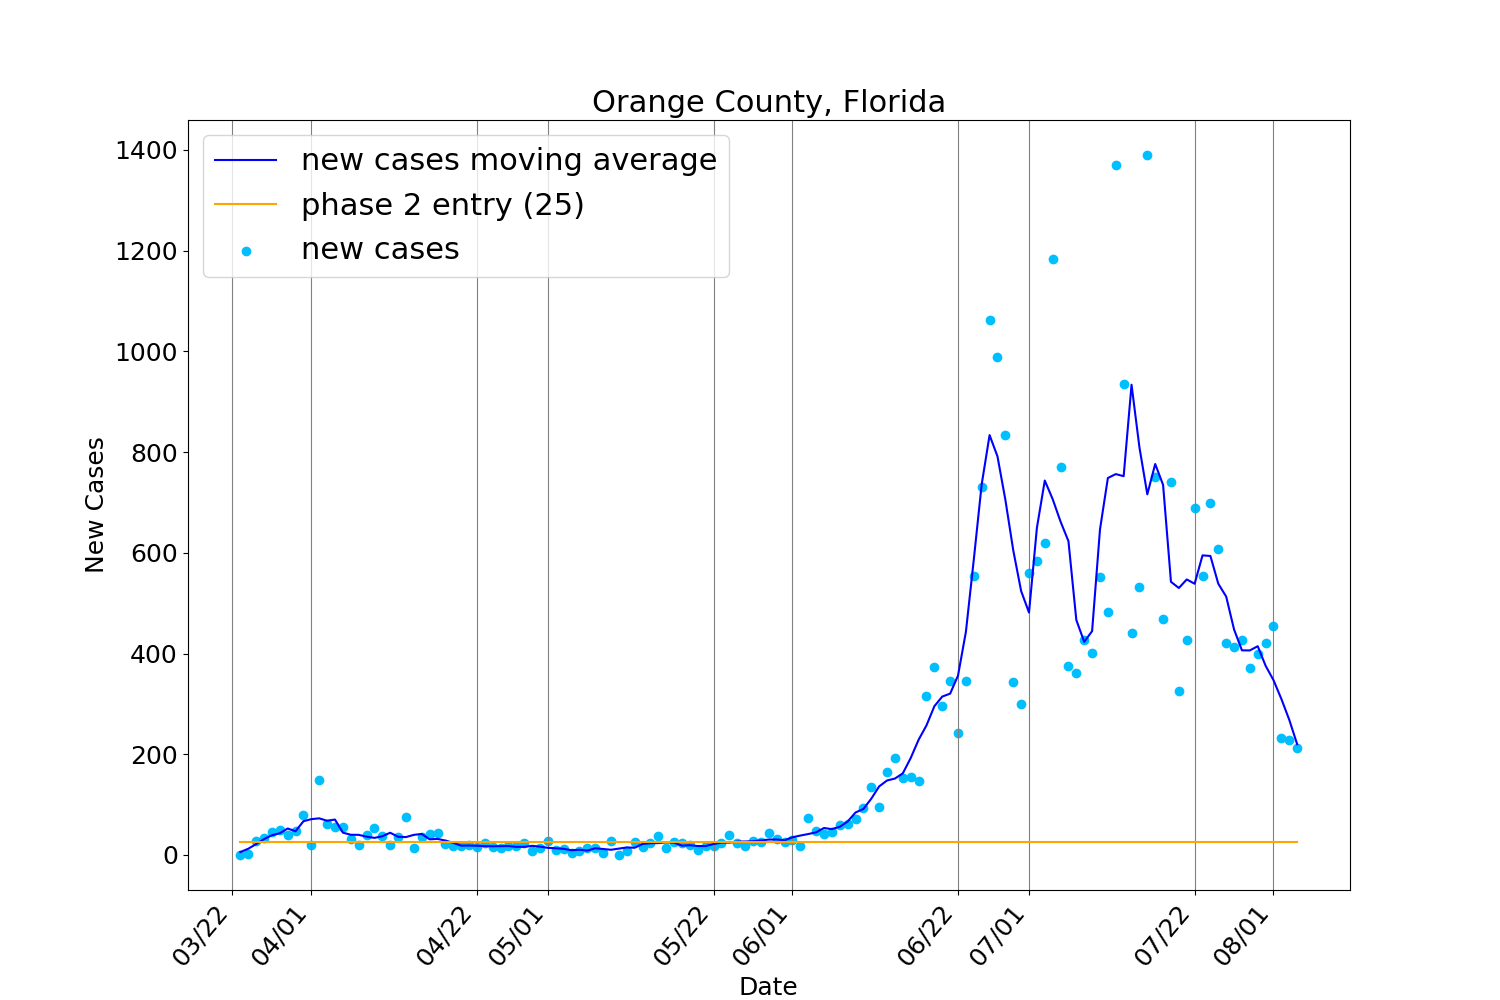 Orange County, Florida
new cases moving average
phase 2 entry (25)
new cases
1400
1200
1000
800
600
400
200
0
New Cases
03/22 04/01 04/22 05/01 05/22 06/01 06/22 07/01 07/22 08/01
Date